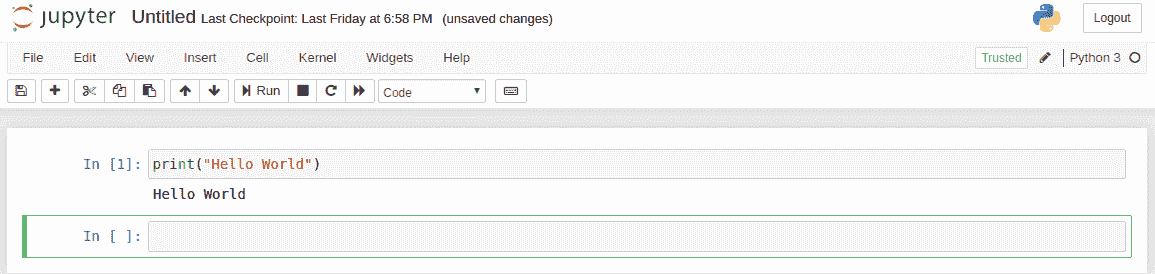 jupyter Untitled Last Checkpoint: Last Friday at 6:58 PM (unsaved changes) Logout
File Edit View Insert Cell Kernel Widgets Help Trusted Python 3
Run Code
In [1]: print("Hello World")
Hello World
In [ ]: